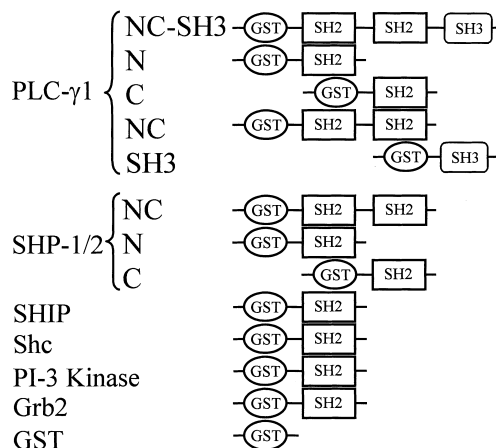 NC-SH3 GST SH2 SH2 SH3
N GST SH2
PLC-γ1 C GST SH2
NC GST SH2 SH2
SH3 GST SH3
NC GST SH2 SH2
SHP-1/2 N GST SH2
C GST SH2
SHIP GST SH2
Shc GST SH2
PI-3 Kinase GST SH2
Grb2 GST SH2
GST GST